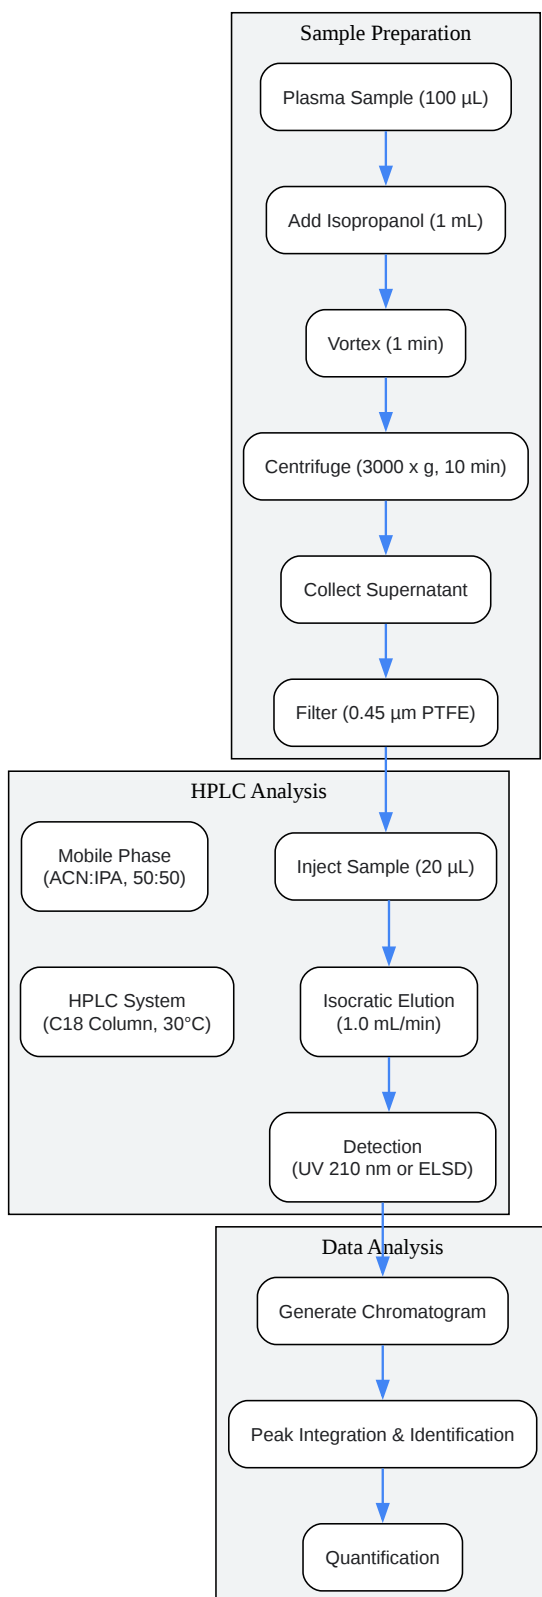 Sample Preparation
Plasma Sample (100 µL)
Add Isopropanol (1 mL)
Vortex (1 min)
Centrifuge (3000 x g, 10 min)
Collect Supernatant
Filter (0.45 µm PTFE)
HPLC Analysis
Mobile Phase
(ACN:IPA, 50:50)
Inject Sample (20 µL)
HPLC System
(C18 Column, 30°C)
Isocratic Elution
(1.0 mL/min)
Detection
(UV 210 nm or ELSD)
Data Analysis
Generate Chromatogram
Peak Integration & Identification
Quantification